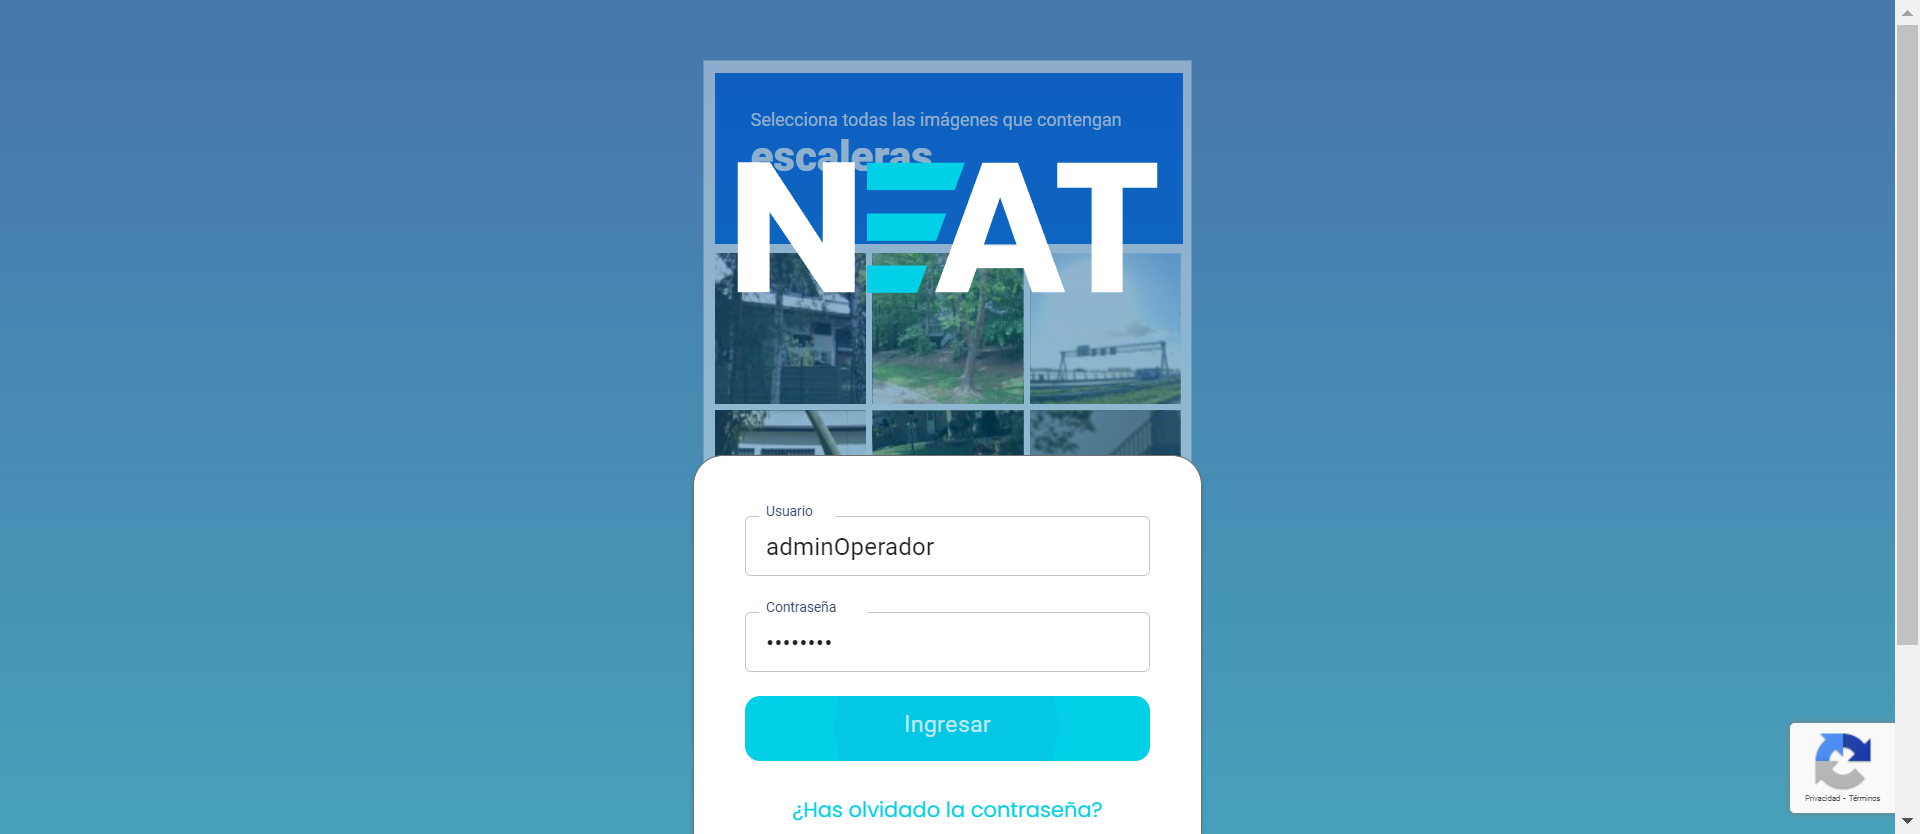 Selecciona todas las imágenes que contengan
escaleras
NEAT
Usuario
adminOperador
Contraseña
••••••••
Ingresar
¿Has olvidado la contraseña?
Privacidad - Términos